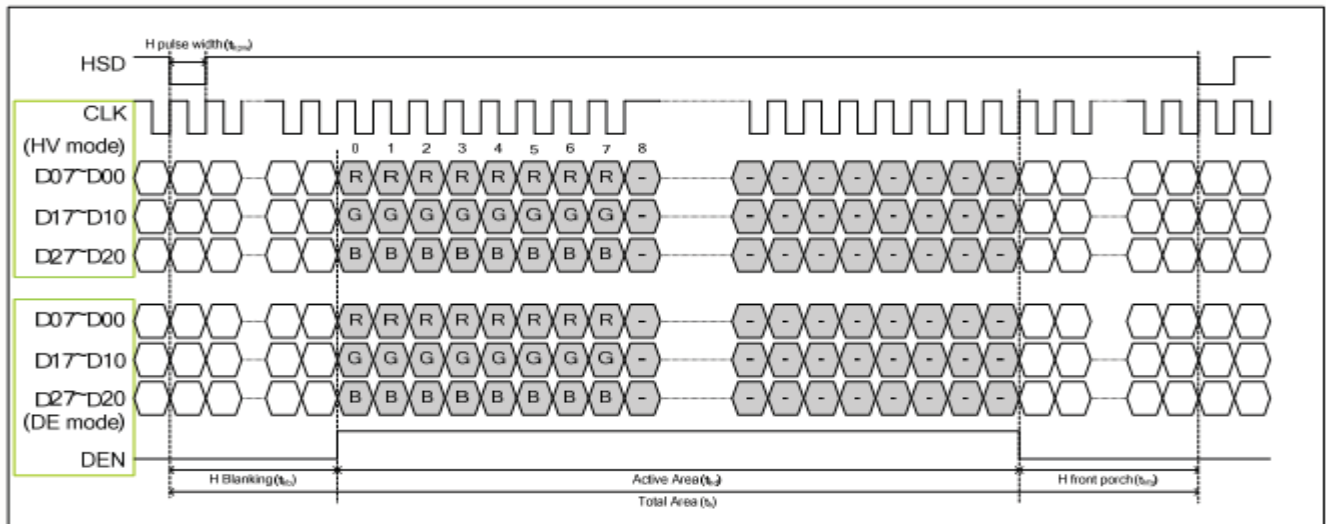 H pulse width
HSD
CLK
(HV mode)
0 1 2 3 4 5 6 7 8
D07~D00 R R R R R R R R - - - - - - - - -
D17~D10 G G G G G G G G - - - - - - - - -
D27~D20 B B B B B B B B - - - - - - - - -
D07~D00 R R R R R R R R - - - - - - - - -
D17~D10 G G G G G G G G - - - - - - - - -
D27~D20 B B B B B B B B - - - - - - - - -
(DE mode)
DEN
H Blanking Active Area H front porch
Total Area